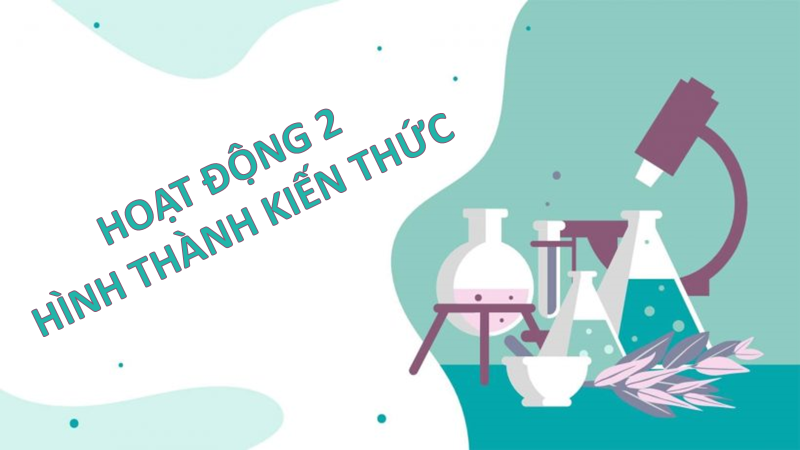 HOẠT ĐỘNG 2
HÌNH THÀNH KIẾN THỨC